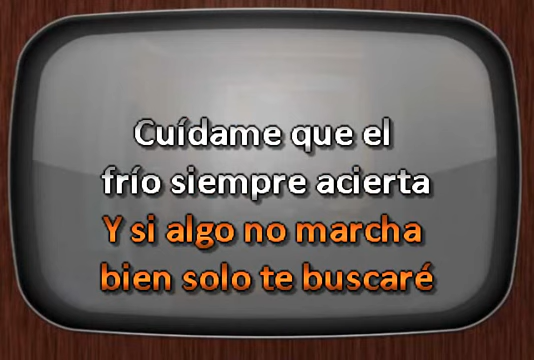 Cuídame que el
frío siempre acierta
Y si algo no marcha
bien solo te buscaré